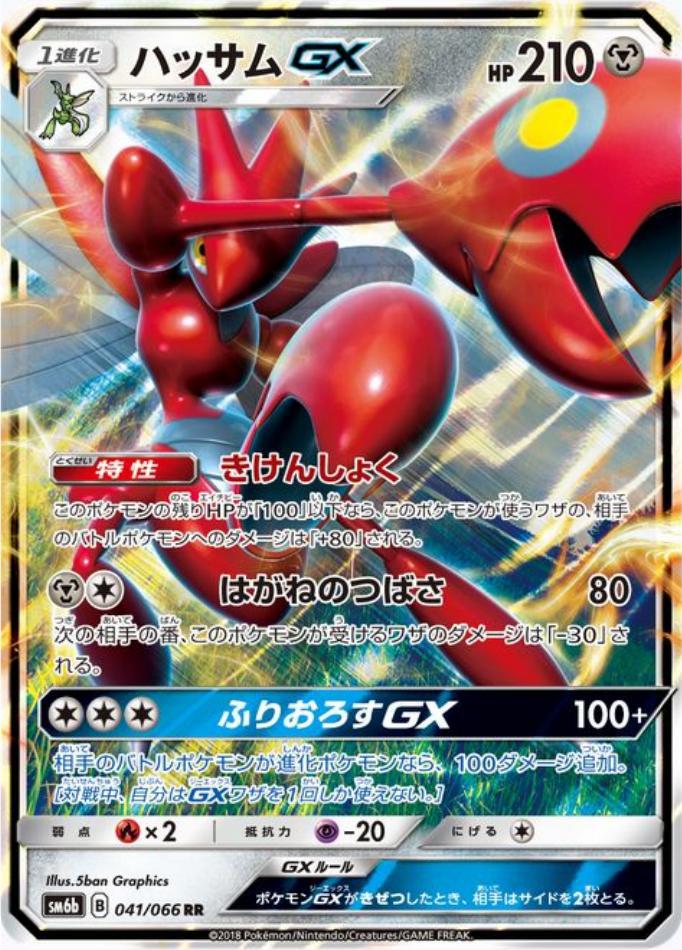 1進化 ハッサムGX HP210
ストライクから進化
とくせい 特性 きけんしょく
このポケモンの残りHPが「100」以下なら、このポケモンが使うワザの、相手
のバトルポケモンへのダメージは「+80」される。
はがねのつばさ 80
次の相手の番、このポケモンが受けるワザのダメージは「-30」さ
れる。
ふりおろすGX 100+
相手のバトルポケモンが進化ポケモンなら、100ダメージ追加。
[対戦中、自分はGXワザを1回しか使えない。]
弱点 ×2 抵抗力 -20 にげる
GXルール
ポケモンGXがきぜつしたとき、相手はサイドを2枚とる。
Illus.5ban Graphics
sm6b B 041/066 RR
©2018 Pokémon/Nintendo/Creatures/GAME FREAK.